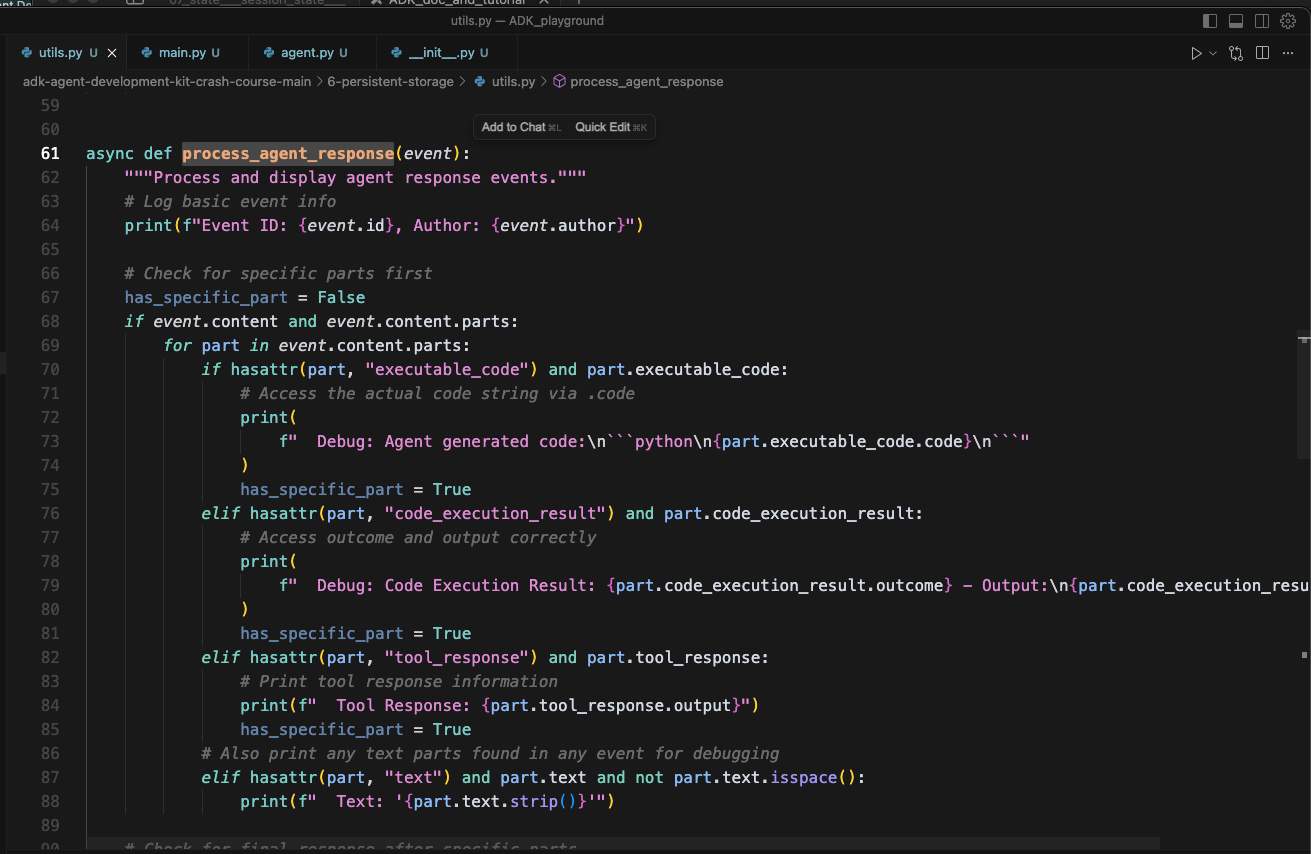 ADK_doc_and_tutorial
utils.py — ADK_playground
utils.py U main.py U agent.py U __init__.py U
adk-agent-development-kit-crash-course-main > 6-persistent-storage > utils.py > process_agent_response
59
60
Add to Chat ⌘L Quick Edit ⌘K
61 async def process_agent_response(event):
62 """Process and display agent response events."""
63 # Log basic event info
64 print(f"Event ID: {event.id}, Author: {event.author}")
65
66 # Check for specific parts first
67 has_specific_part = False
68 if event.content and event.content.parts:
69 for part in event.content.parts:
70 if hasattr(part, "executable_code") and part.executable_code:
71 # Access the actual code string via .code
72 print(
73 f"  Debug: Agent generated code:\n```python\n{part.executable_code.code}\n```"
74 )
75 has_specific_part = True
76 elif hasattr(part, "code_execution_result") and part.code_execution_result:
77 # Access outcome and output correctly
78 print(
79 f"  Debug: Code Execution Result: {part.code_execution_result.outcome} - Output:\n{part.code_execution_resu
80 )
81 has_specific_part = True
82 elif hasattr(part, "tool_response") and part.tool_response:
83 # Print tool response information
84 print(f"  Tool Response: {part.tool_response.output}")
85 has_specific_part = True
86 # Also print any text parts found in any event for debugging
87 elif hasattr(part, "text") and part.text and not part.text.isspace():
88 print(f"  Text: '{part.text.strip()}'")
89
90 # Check for final response after specific parts